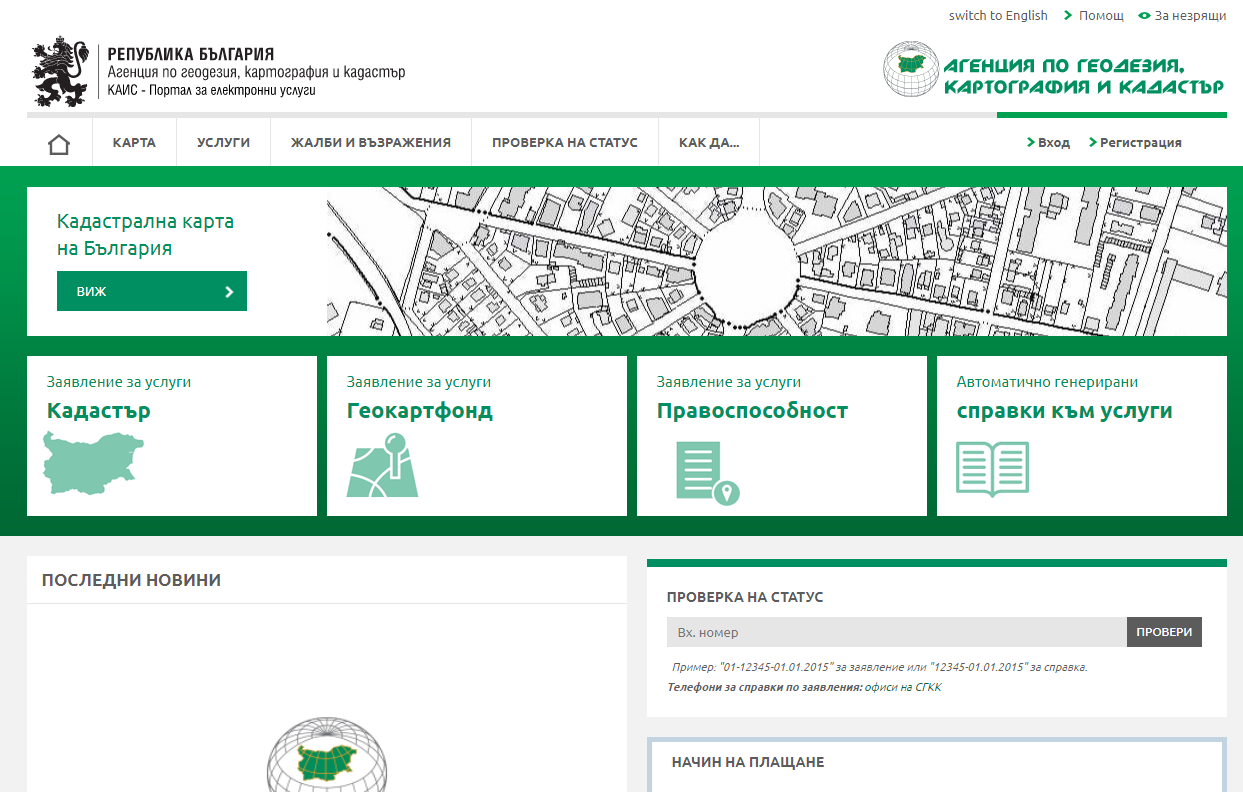 switch to English
Помощ
За незрящи
РЕПУБЛИКА БЪЛГАРИЯ
Агенция по геодезия, картография и кадастър
КАИС - Портал за електронни услуги
АГЕНЦИЯ ПО ГЕОДЕЗИЯ,
КАРТОГРАФИЯ И КАДАСТЪР
КАРТА
УСЛУГИ
ЖАЛБИ И ВЪЗРАЖЕНИЯ
ПРОВЕРКА НА СТАТУС
КАК ДА...
Вход
Регистрация
Кадастрална карта
на България
ВИЖ
Заявление за услуги
Кадастър
Заявление за услуги
Геокартфонд
Заявление за услуги
Правоспособност
Автоматично генерирани
справки към услуги
ПОСЛЕДНИ НОВИНИ
ПРОВЕРКА НА СТАТУС
Вх. номер
ПРОВЕРИ
Пример: "01-12345-01.01.2015" за заявление или "12345-01.01.2015" за справка.
Телефони за справки по заявления: офиси на СГКК
НАЧИН НА ПЛАЩАНЕ